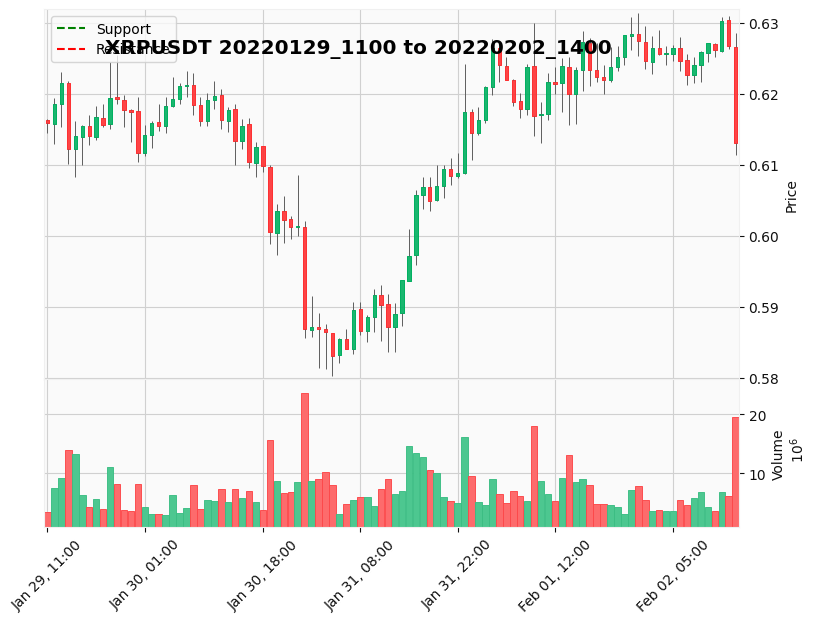 Support
Resistance
XRPUSDT 20220129_1100 to 20220202_1400
0.63
0.62
0.61
0.60
0.59
0.58
Price
20
10
Volume
10^6
Jan 29, 11:00
Jan 30, 01:00
Jan 30, 18:00
Jan 31, 08:00
Jan 31, 22:00
Feb 01, 12:00
Feb 02, 05:00